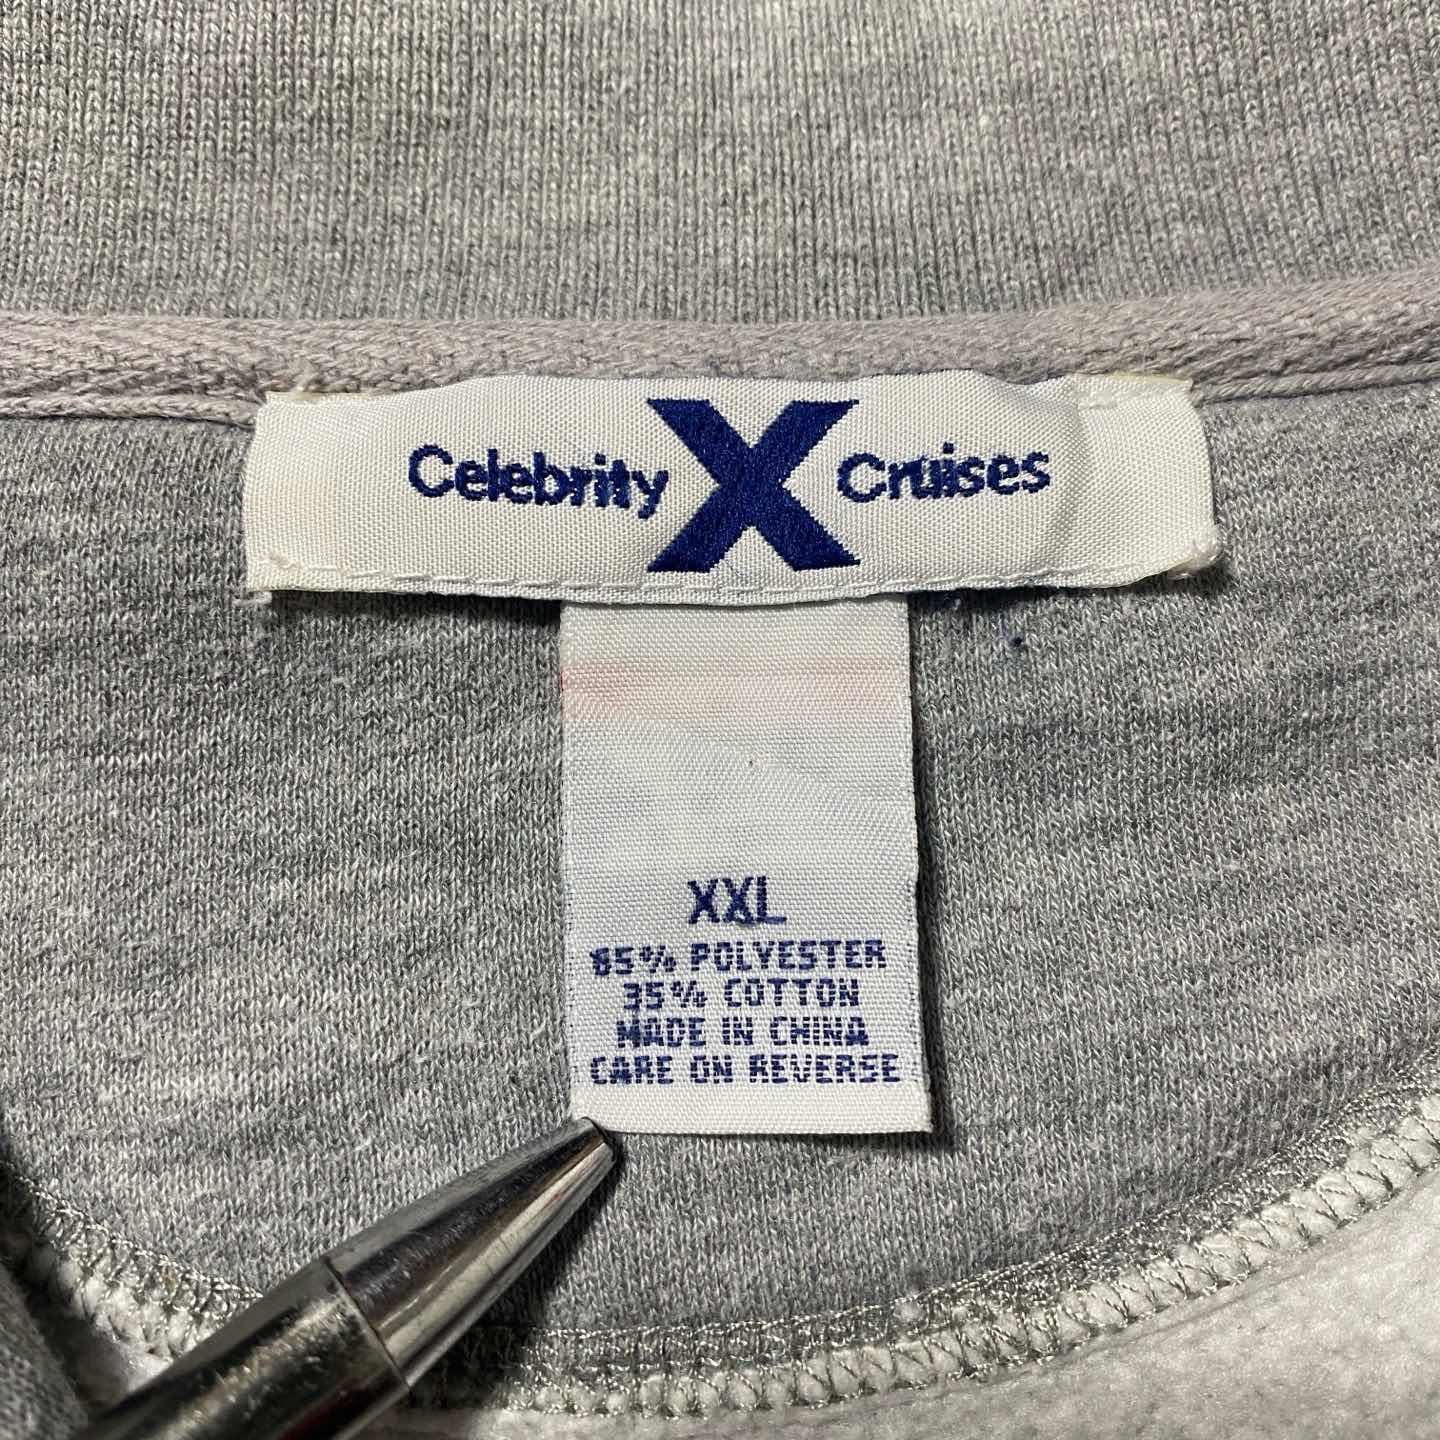 Celebrity X Cruises
XXL
65% POLYESTER
35% COTTON
MADE IN CHINA
CARE ON REVERSE